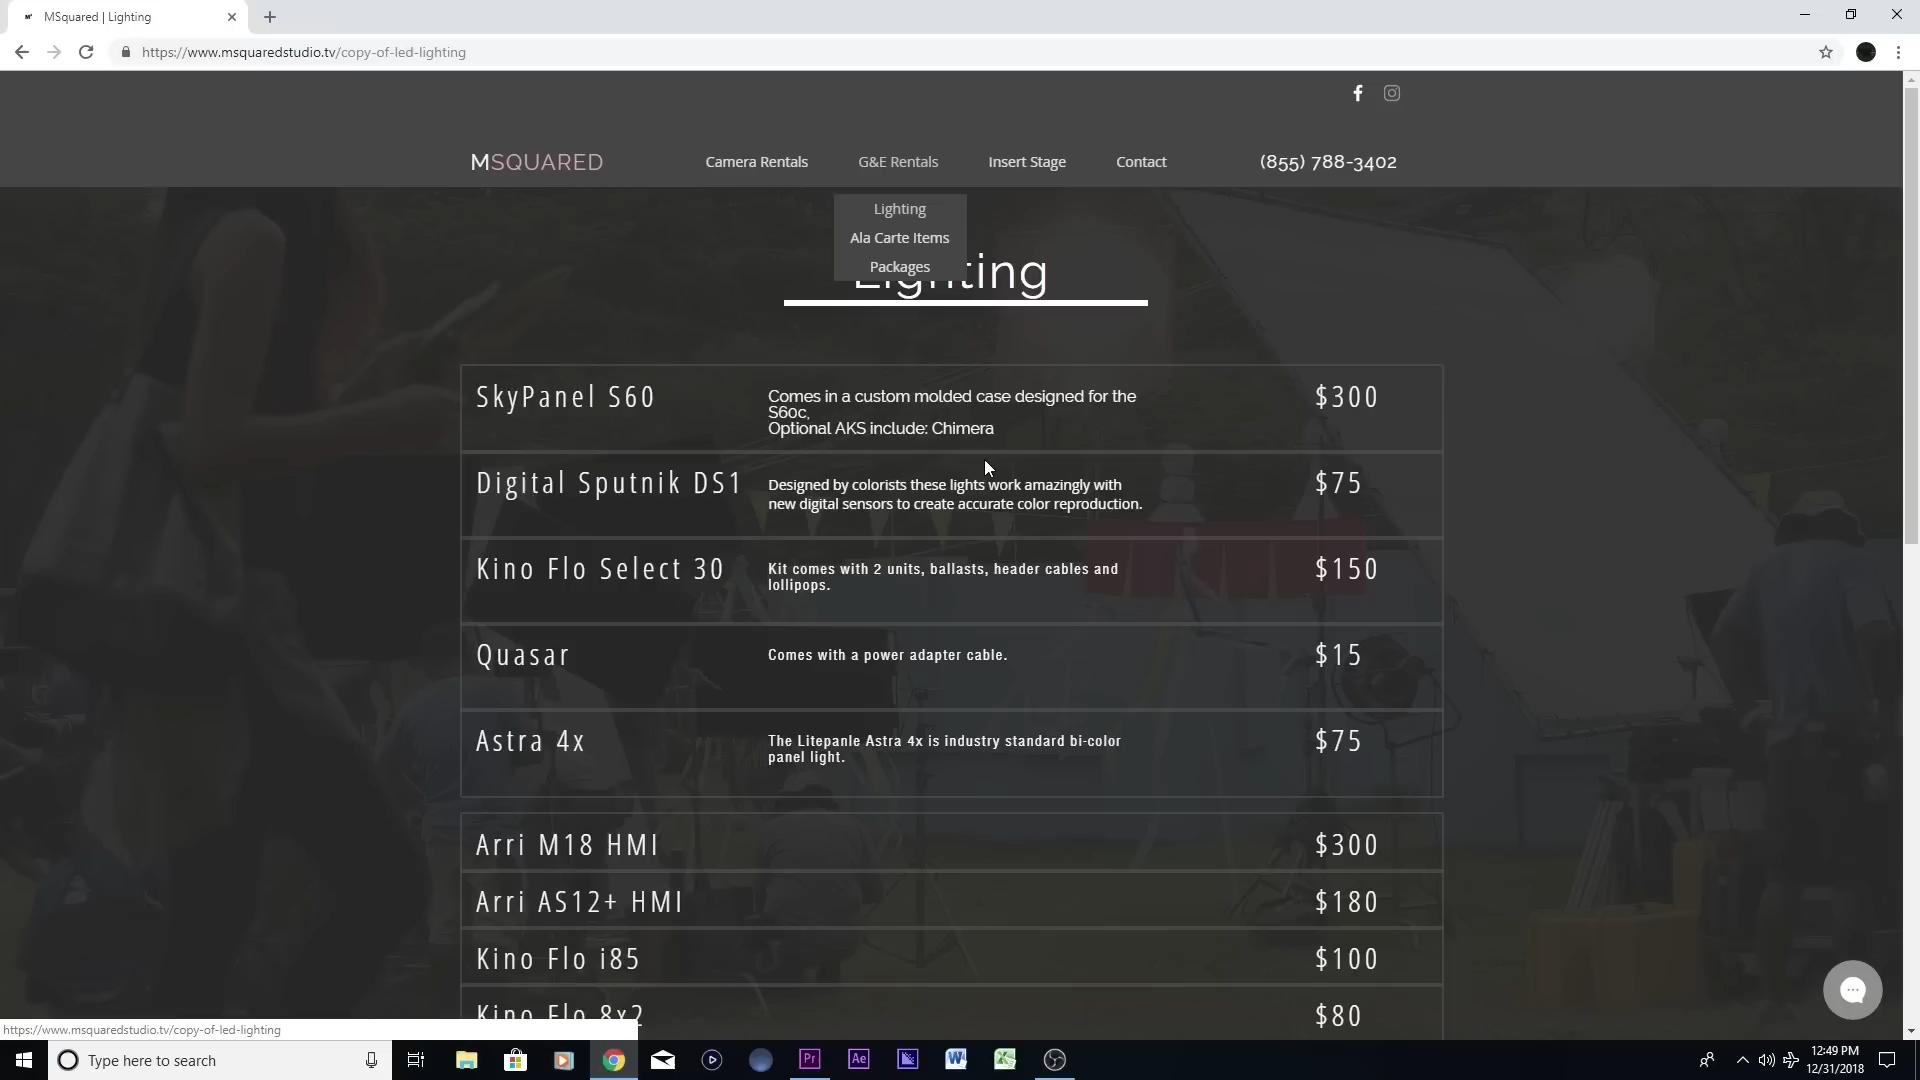 MSquared | Lighting
https://www.msquaredstudio.tv/copy-of-led-lighting
MSQUARED
Camera Rentals
G&E Rentals
Insert Stage
Contact
(855) 788-3402
Lighting
Ala Carte Items
Packages
Lighting
SkyPanel S60
Comes in a custom molded case designed for the
S60c,
Optional AKS include: Chimera
$300
Digital Sputnik DS1
Designed by colorists these lights work amazingly with
new digital sensors to create accurate color reproduction.
$75
Kino Flo Select 30
Kit comes with 2 units, ballasts, header cables and
lollipops.
$150
Quasar
Comes with a power adapter cable.
$15
Astra 4x
The Litepanle Astra 4x is industry standard bi-color
panel light.
$75
Arri M18 HMI
$300
Arri AS12+ HMI
$180
Kino Flo i85
$100
Kino Flo 8x2
$80
https://www.msquaredstudio.tv/copy-of-led-lighting
Type here to search
Pr
Ae
12:49 PM
12/31/2018